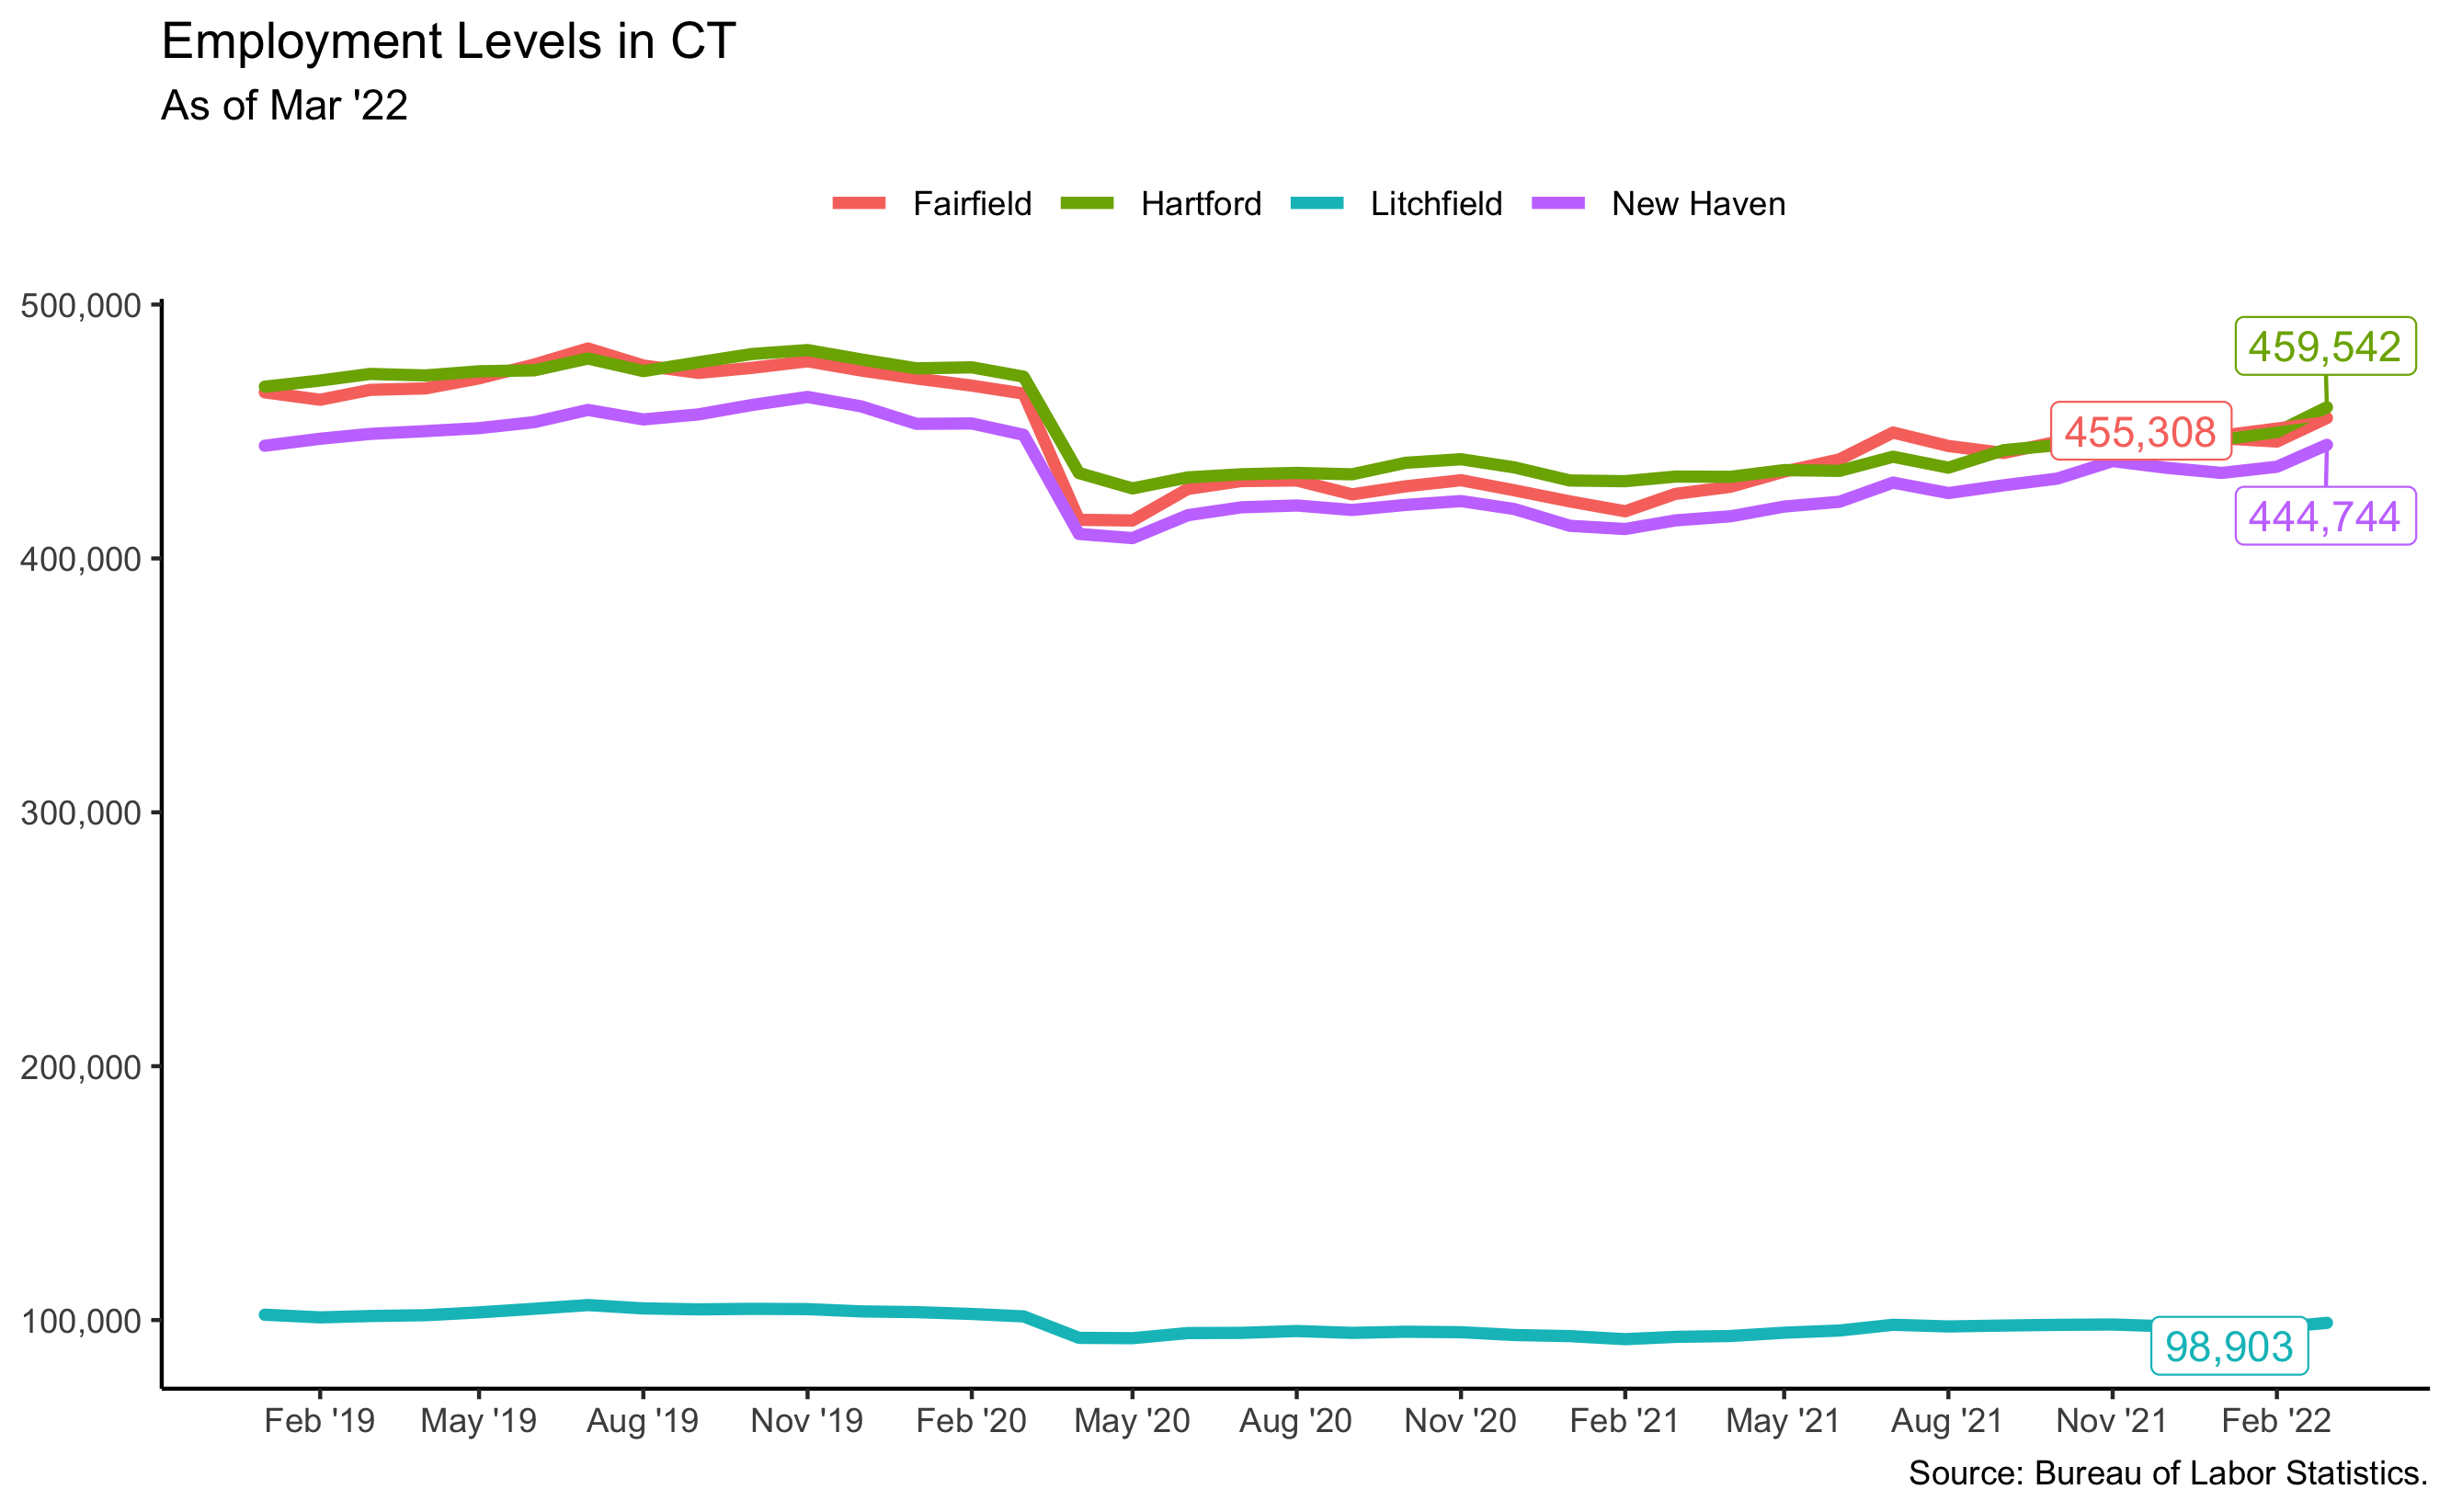 Employment Levels in CT
As of Mar '22
Fairfield Hartford Litchfield New Haven
500,000
400,000
300,000
200,000
100,000
459,542
455,308
444,744
98,903
Feb '19 May '19 Aug '19 Nov '19 Feb '20 May '20 Aug '20 Nov '20 Feb '21 May '21 Aug '21 Nov '21 Feb '22
Source: Bureau of Labor Statistics.